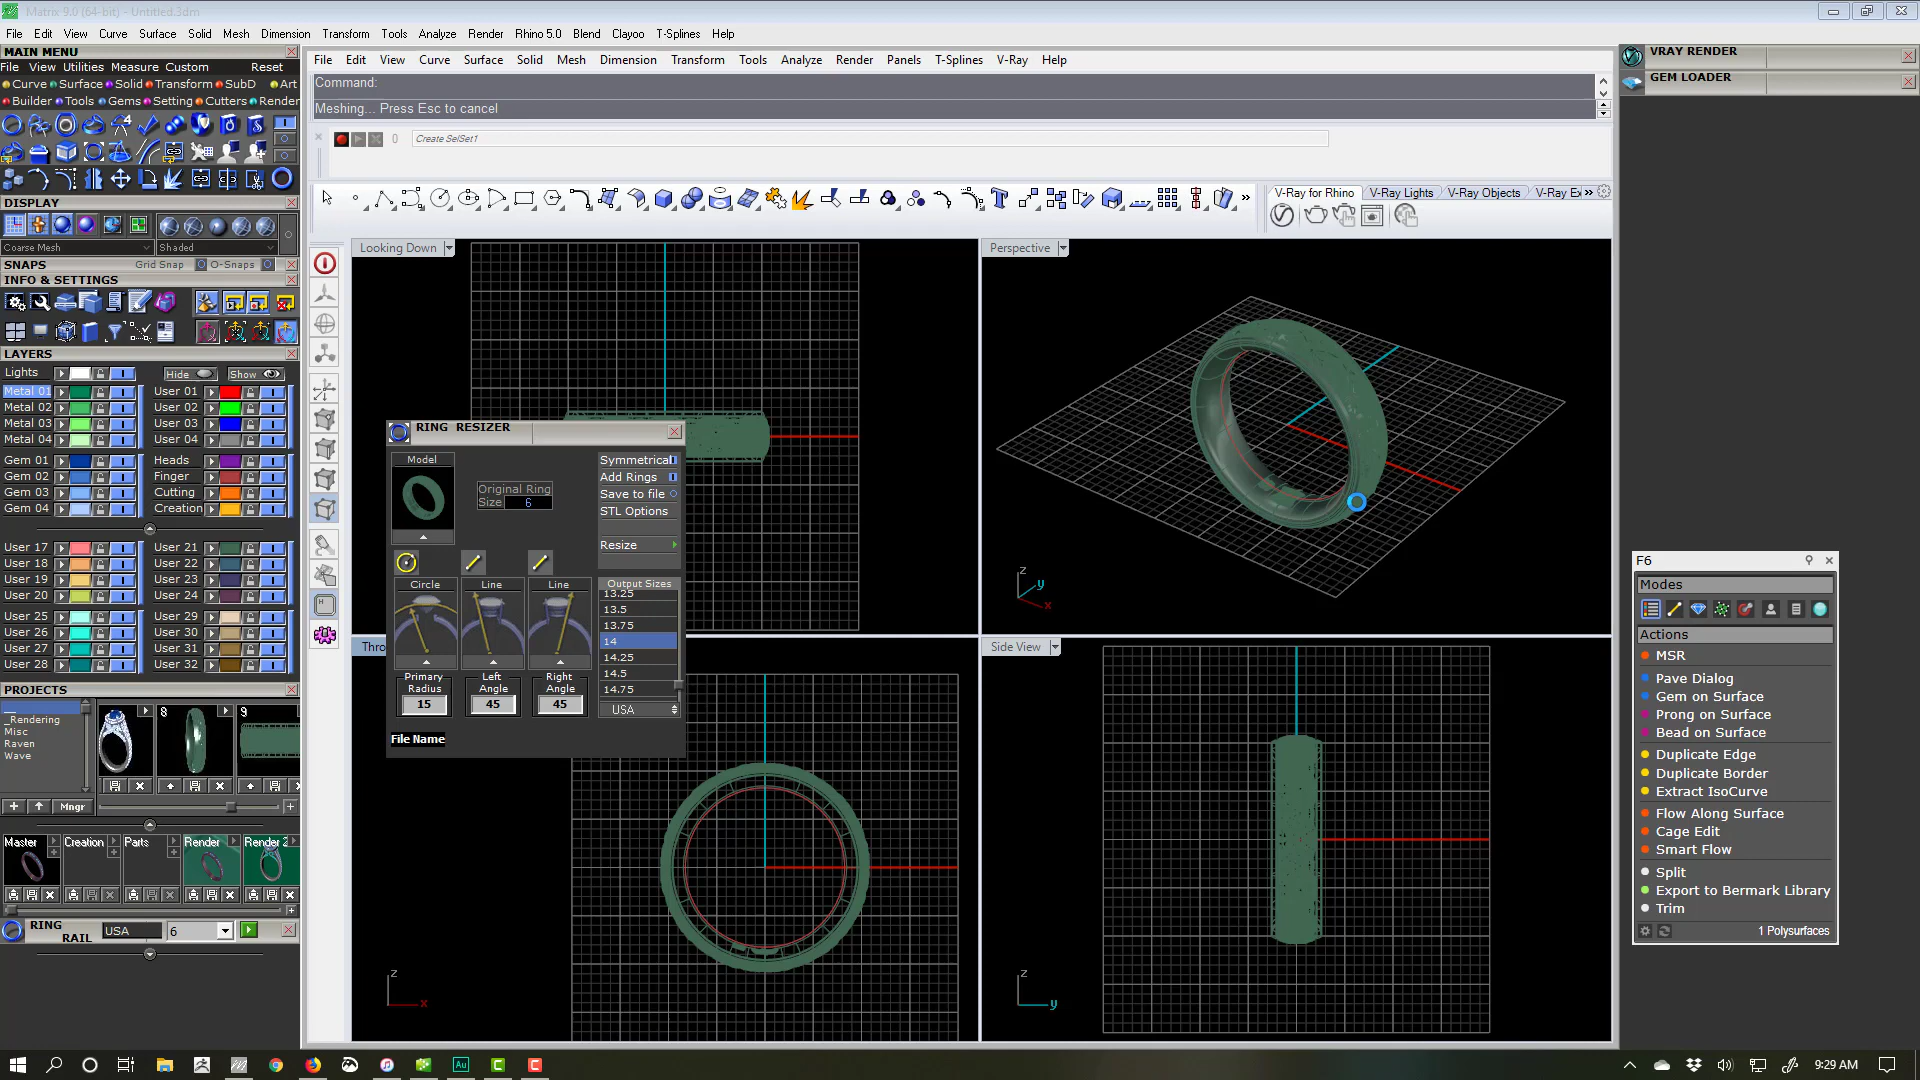 Matrix 9.0 (64-bit) - Untitled.3dm
File Edit View Curve Surface Solid Mesh Dimension Transform Tools Analyze Render Rhino 5.0 Blend Clayoo T-Splines Help
MAIN MENU
File View Utilities Measure Custom Reset
Curve Surface Solid Transform SubD Art
Builder Tools Gems Setting Cutters Render
DISPLAY
Coarse Mesh Shaded
SNAPS Grid Snap O-Snaps
INFO & SETTINGS
LAYERS
Lights Hide Show
Metal 01 User 01
Metal 02 User 02
Metal 03 User 03
Metal 04 User 04
Gem 01 Heads
Gem 02 Finger
Gem 03 Cutting
Gem 04 Creation
User 17 User 21
User 18 User 22
User 19 User 23
User 20 User 24
User 25 User 29
User 26 User 30
User 27 User 31
User 28 User 32
PROJECTS
_Rendering
Misc
Raven
Wave
8
9
Mngr
Master Creation Parts Render Render 2
RING RAIL USA 6
File Edit View Curve Surface Solid Mesh Dimension Transform Tools Analyze Render Panels T-Splines V-Ray Help
Command:
Meshing... Press Esc to cancel
0 Create SelSet1
V-Ray for Rhino V-Ray Lights V-Ray Objects V-Ray Ex
Looking Down
Perspective
z
y
x
RING RESIZER
Model
Original Ring
Size 6
Symmetrical
Add Rings
Save to file
STL Options
Resize
Circle Line Line
Output Sizes
13.25
13.5
13.75
14
14.25
14.5
14.75
USA
Primary Radius
15
Left Angle
45
Right Angle
45
File Name
Thro
z
x
Side View
z
y
VRAY RENDER
GEM LOADER
F6
Modes
Actions
MSR
Pave Dialog
Gem on Surface
Prong on Surface
Bead on Surface
Duplicate Edge
Duplicate Border
Extract IsoCurve
Flow Along Surface
Cage Edit
Smart Flow
Split
Export to Bermark Library
Trim
1 Polysurfaces
Au
9:29 AM